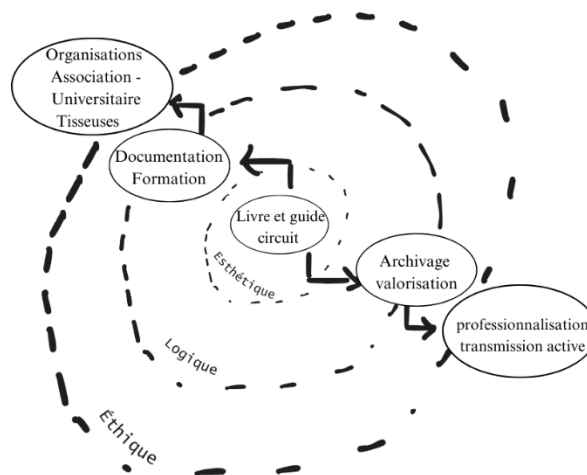 Organisations
Association -
Universitaire
Tisseuses
Documentation
Formation
Livre et guide
circuit
Archivage
valorisation
professionnalisation
transmission active
Esthétique
Logique
Éthique